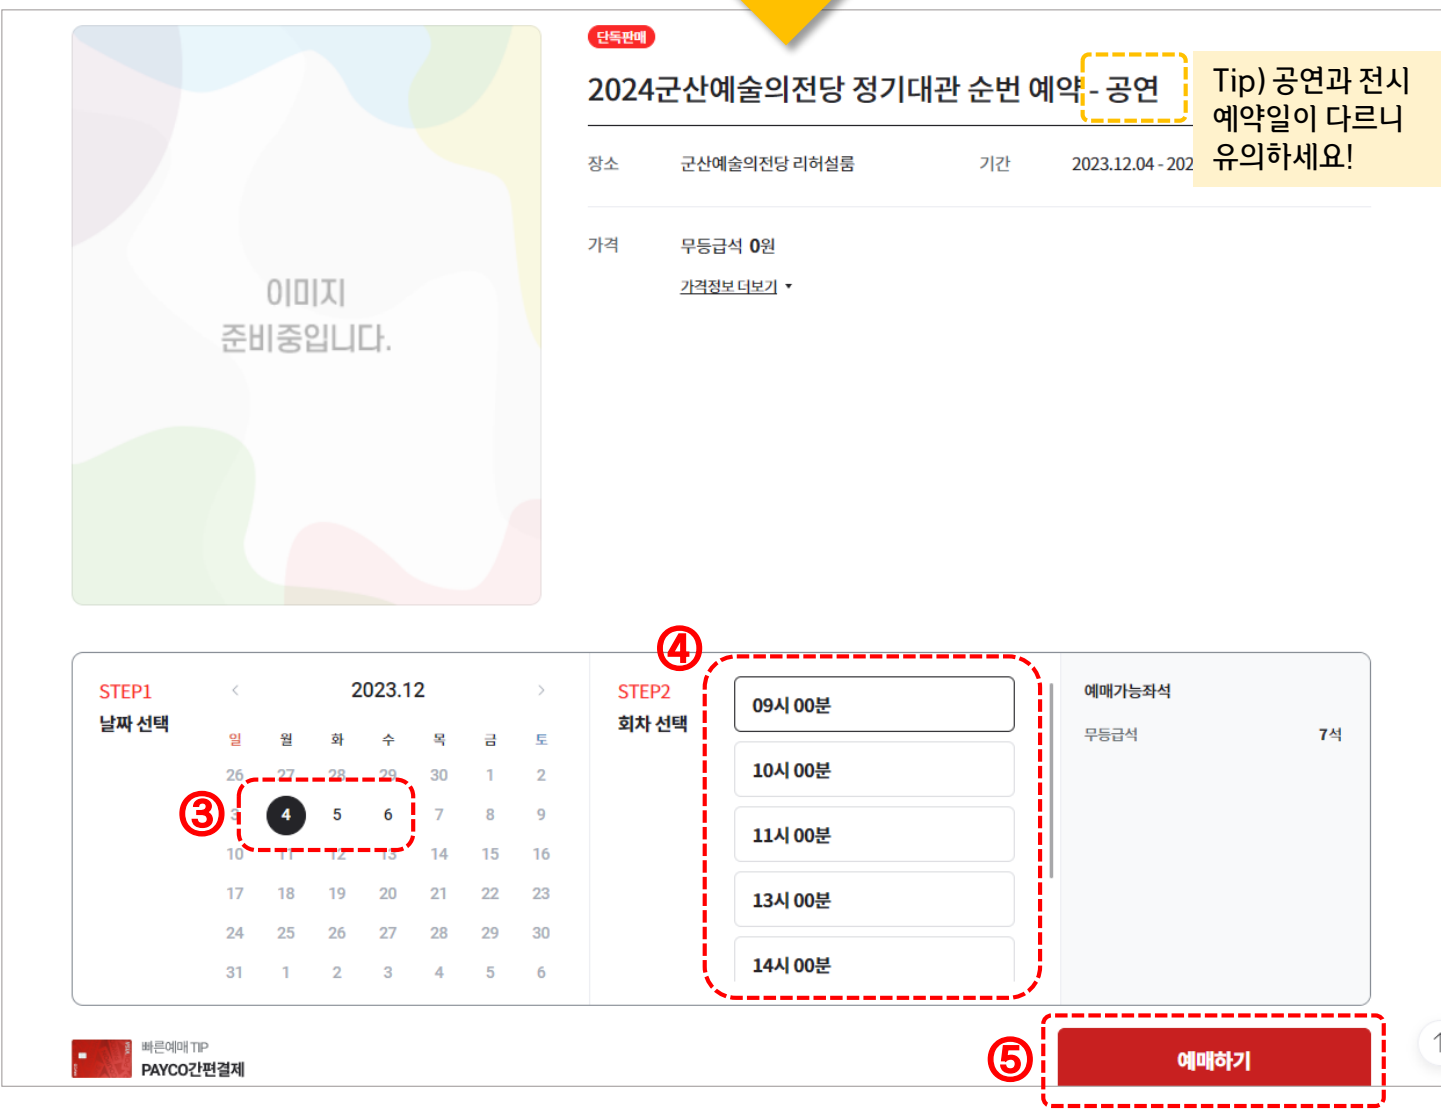 단독판매
2024군산예술의전당 정기대관 순번 예약 - 공연
Tip) 공연과 전시
예약일이 다르니
유의하세요!
장소 군산예술의전당 리허설룸 기간 2023.12.04 - 202
가격 무등급석 0원
가격정보 더보기
이미지
준비중입니다.
④
STEP1
날짜 선택
2023.12
일 월 화 수 목 금 토
26 27 28 29 30 1 2
③
3 4 5 6 7 8 9
10 11 12 13 14 15 16
17 18 19 20 21 22 23
24 25 26 27 28 29 30
31 1 2 3 4 5 6
STEP2
회차 선택
09시 00분
10시 00분
11시 00분
13시 00분
14시 00분
예매가능좌석
무등급석 7석
빠른예매 TIP
PAYCO간편결제
⑤
예매하기